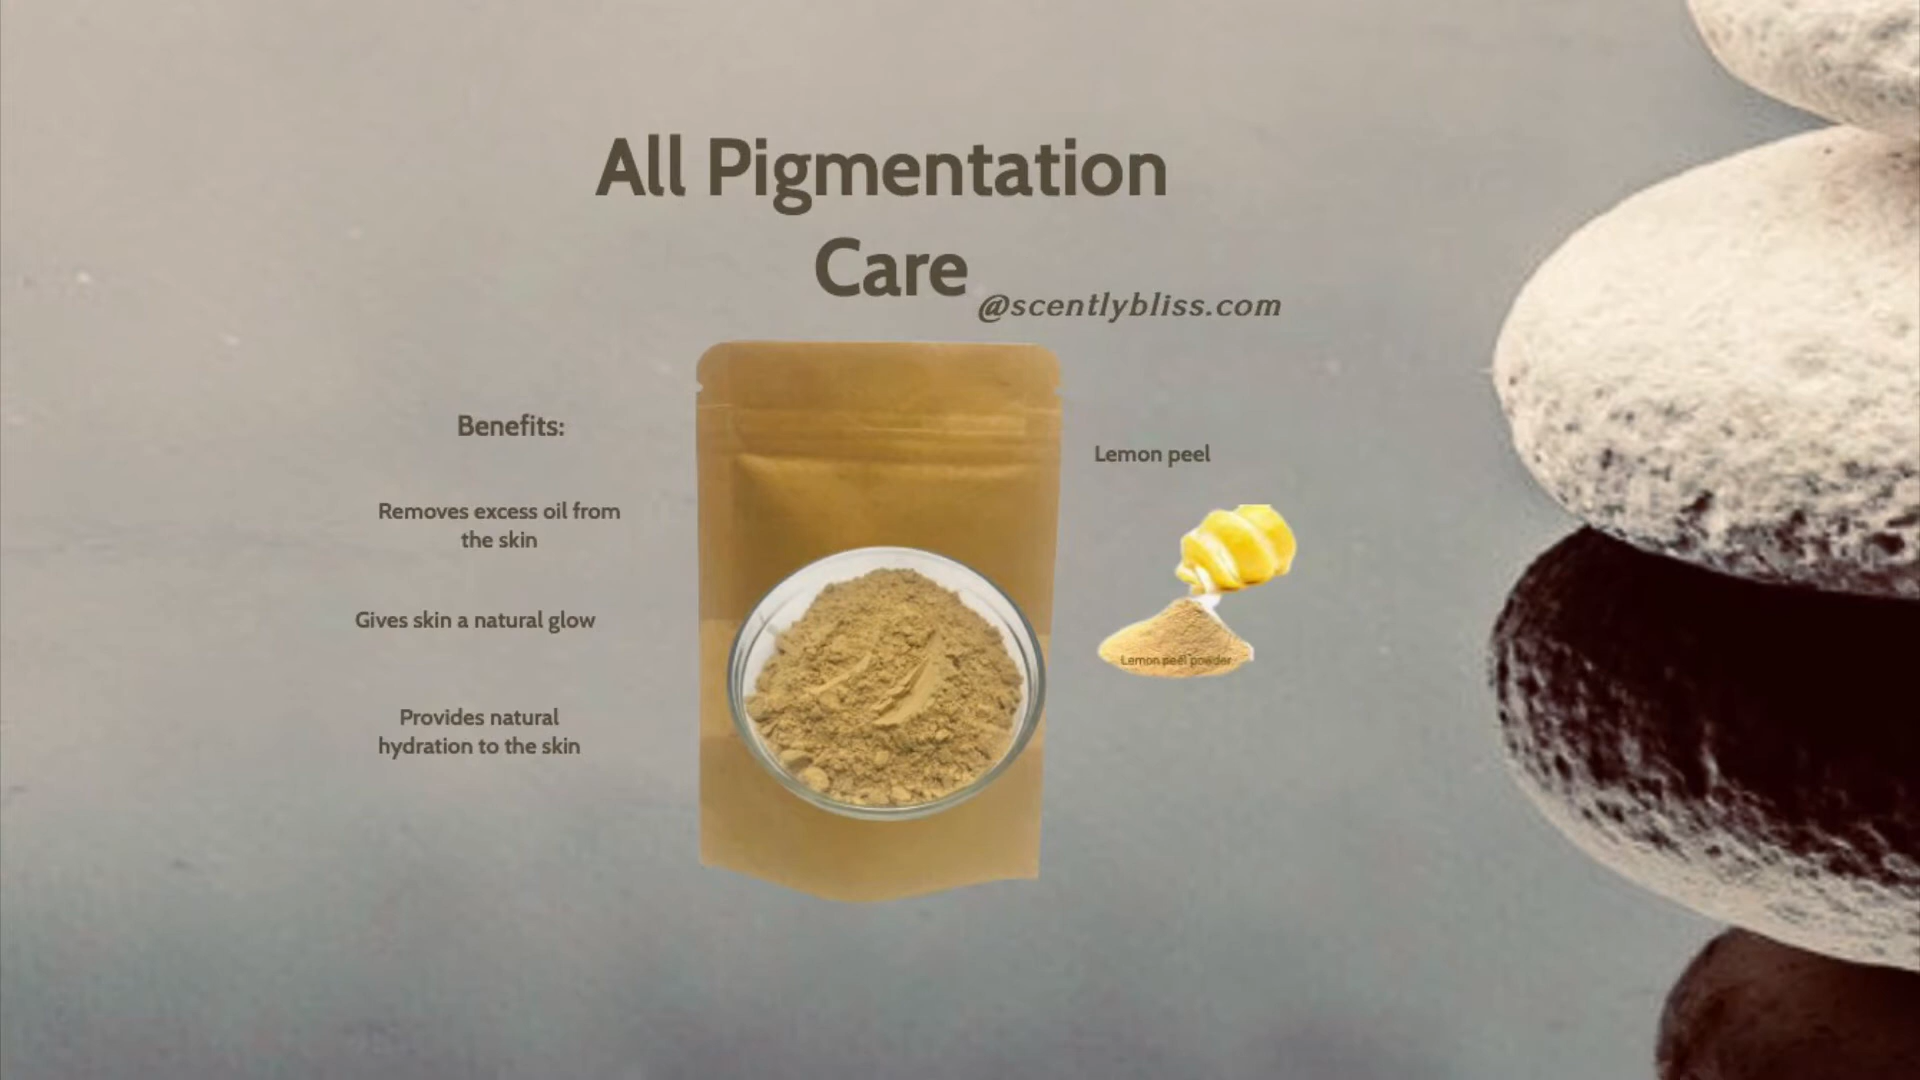 All Pigmentation
Care
@scentlybliss.com
Benefits:
Removes excess oil from
the skin
Gives skin a natural glow
Provides natural
hydration to the skin
Lemon peel
Lemon peel powder